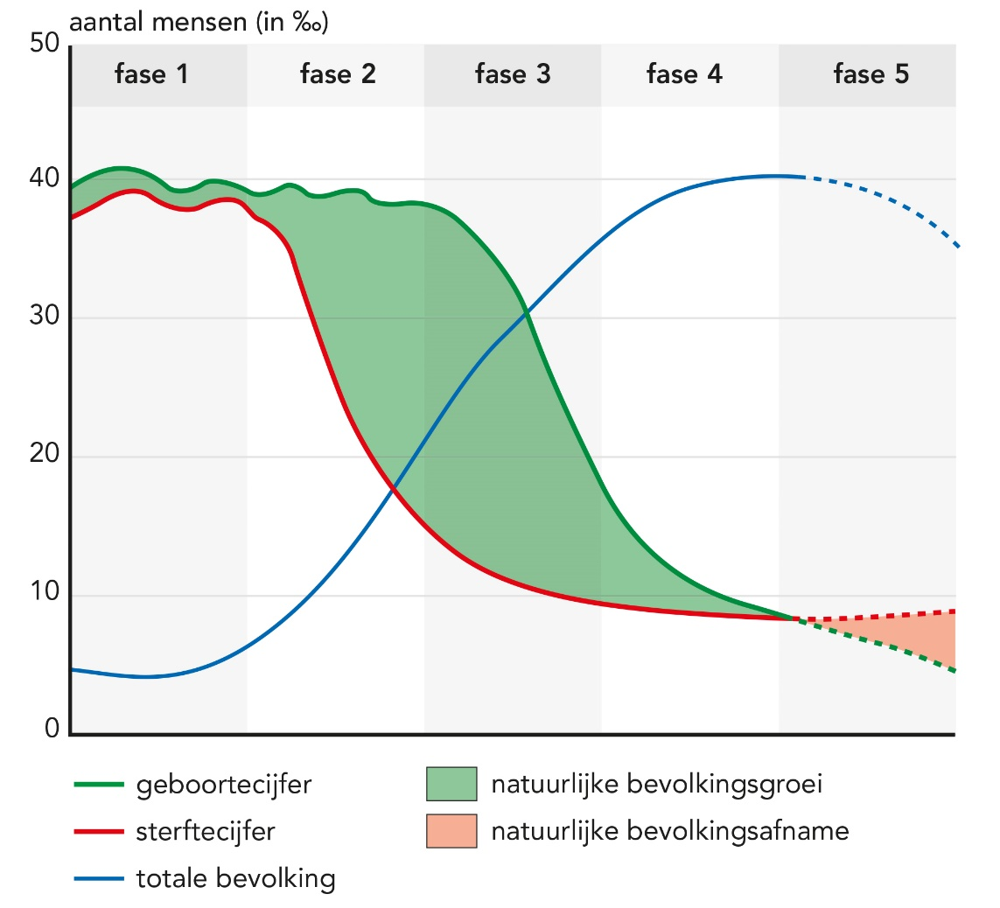 aantal mensen (in ‰)
50
fase 1 fase 2 fase 3 fase 4 fase 5
40
30
20
10
0
geboortecijfer natuurlijke bevolkingsgroei
sterftecijfer natuurlijke bevolkingsafname
totale bevolking